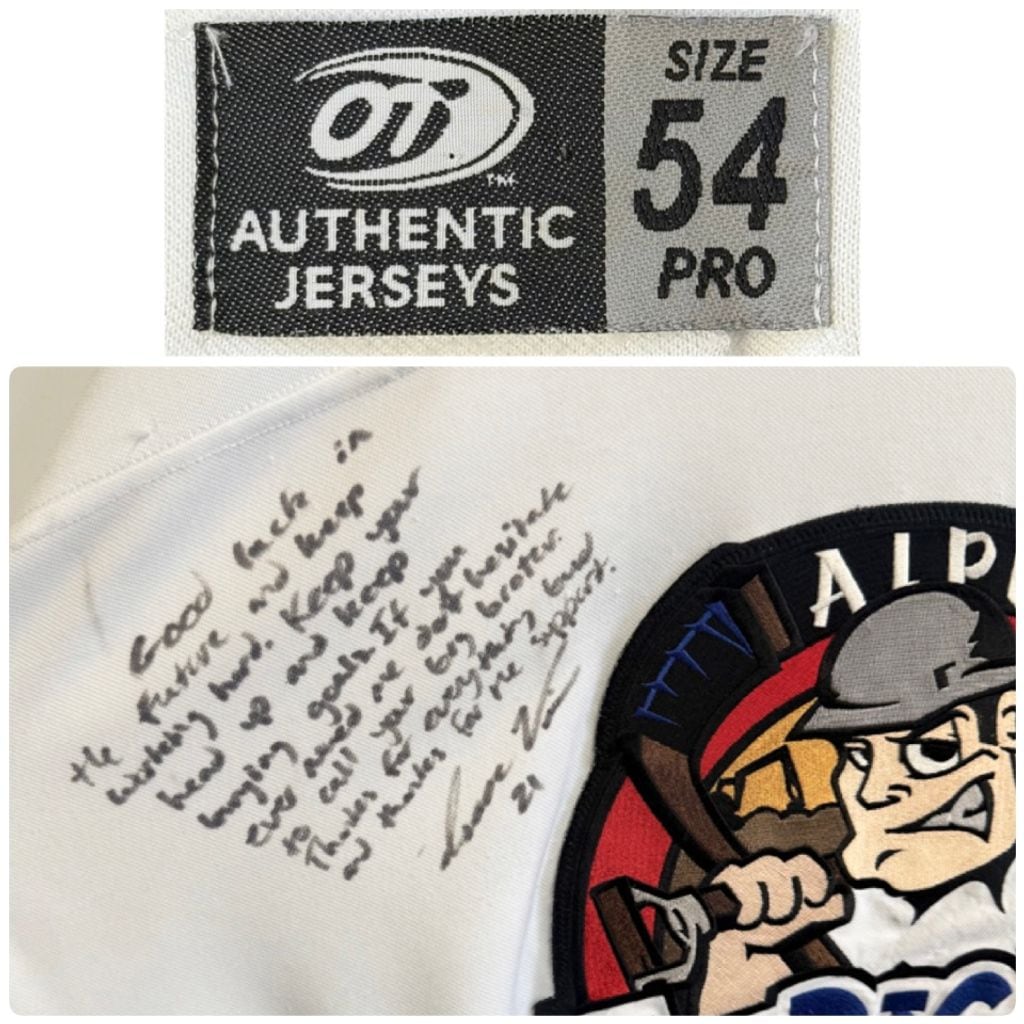 OT
TM
AUTHENTIC
JERSEYS
SIZE
54
PRO
Good luck in
the Future and keep
working hard. Keep your
head up and keep
goals. If you
ever need me don't hesitate
to call your big brother.
Thanks for everything bud
and thanks for the support.
21
ALP